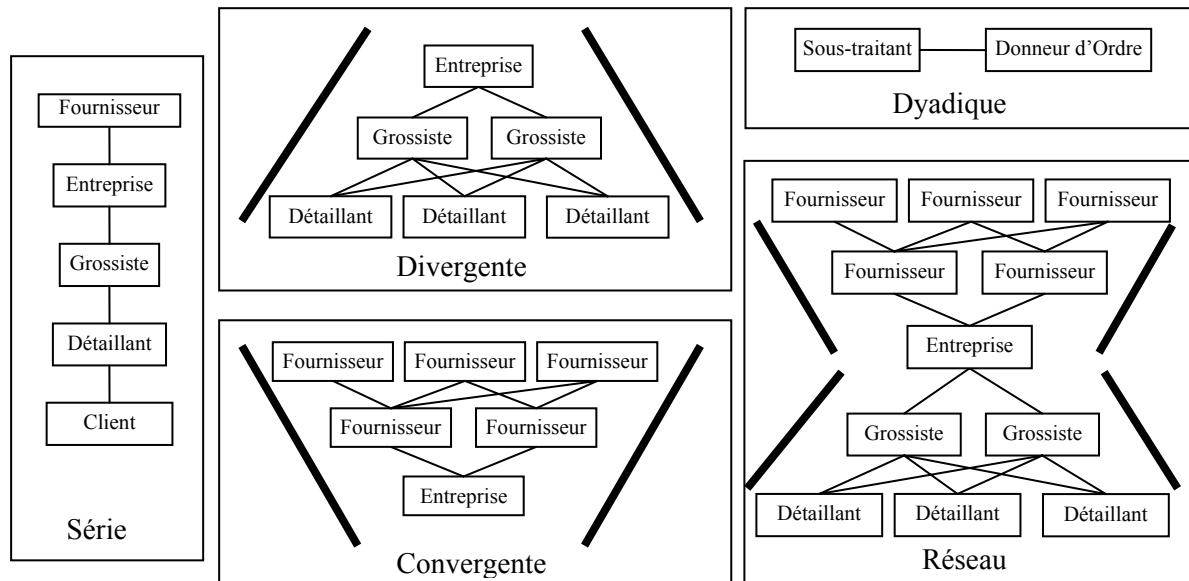 Fournisseur
Entreprise
Grossiste
Détaillant
Client
Série
Entreprise
Grossiste Grossiste
Détaillant Détaillant Détaillant
Divergente
Fournisseur Fournisseur Fournisseur
Fournisseur Fournisseur
Entreprise
Convergente
Sous-traitant Donneur d’Ordre
Dyadique
Fournisseur Fournisseur Fournisseur
Fournisseur Fournisseur
Entreprise
Grossiste Grossiste
Détaillant Détaillant Détaillant
Réseau